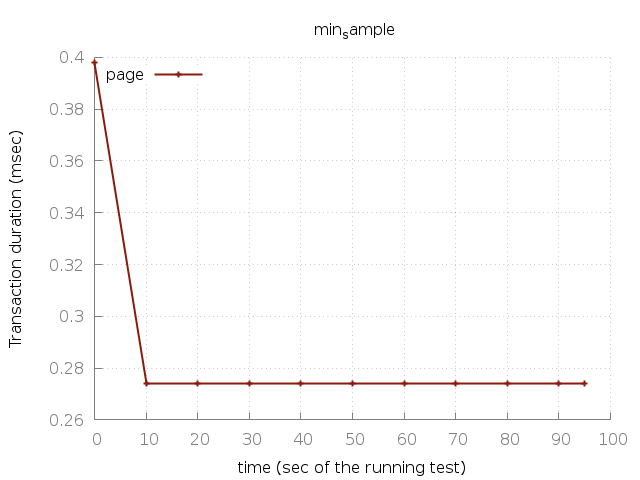 minsample
page
0.4
0.38
0.36
0.34
0.32
0.3
0.28
0.26
Transaction duration (msec)
0 10 20 30 40 50 60 70 80 90 100
time (sec of the running test)